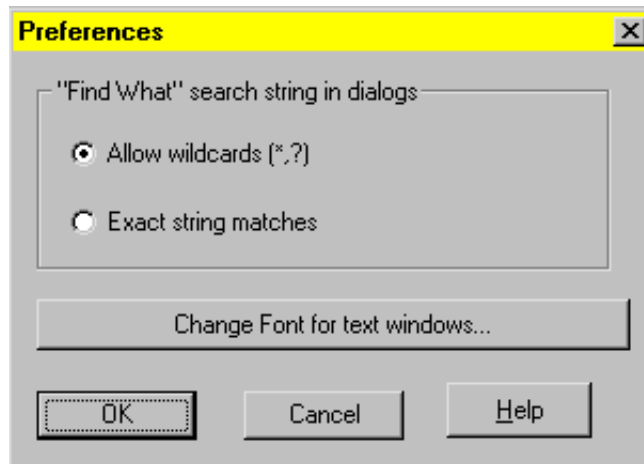 Preferences
"Find What" search string in dialogs
Allow wildcards (*,?)
Exact string matches
Change Font for text windows...
OK Cancel Help